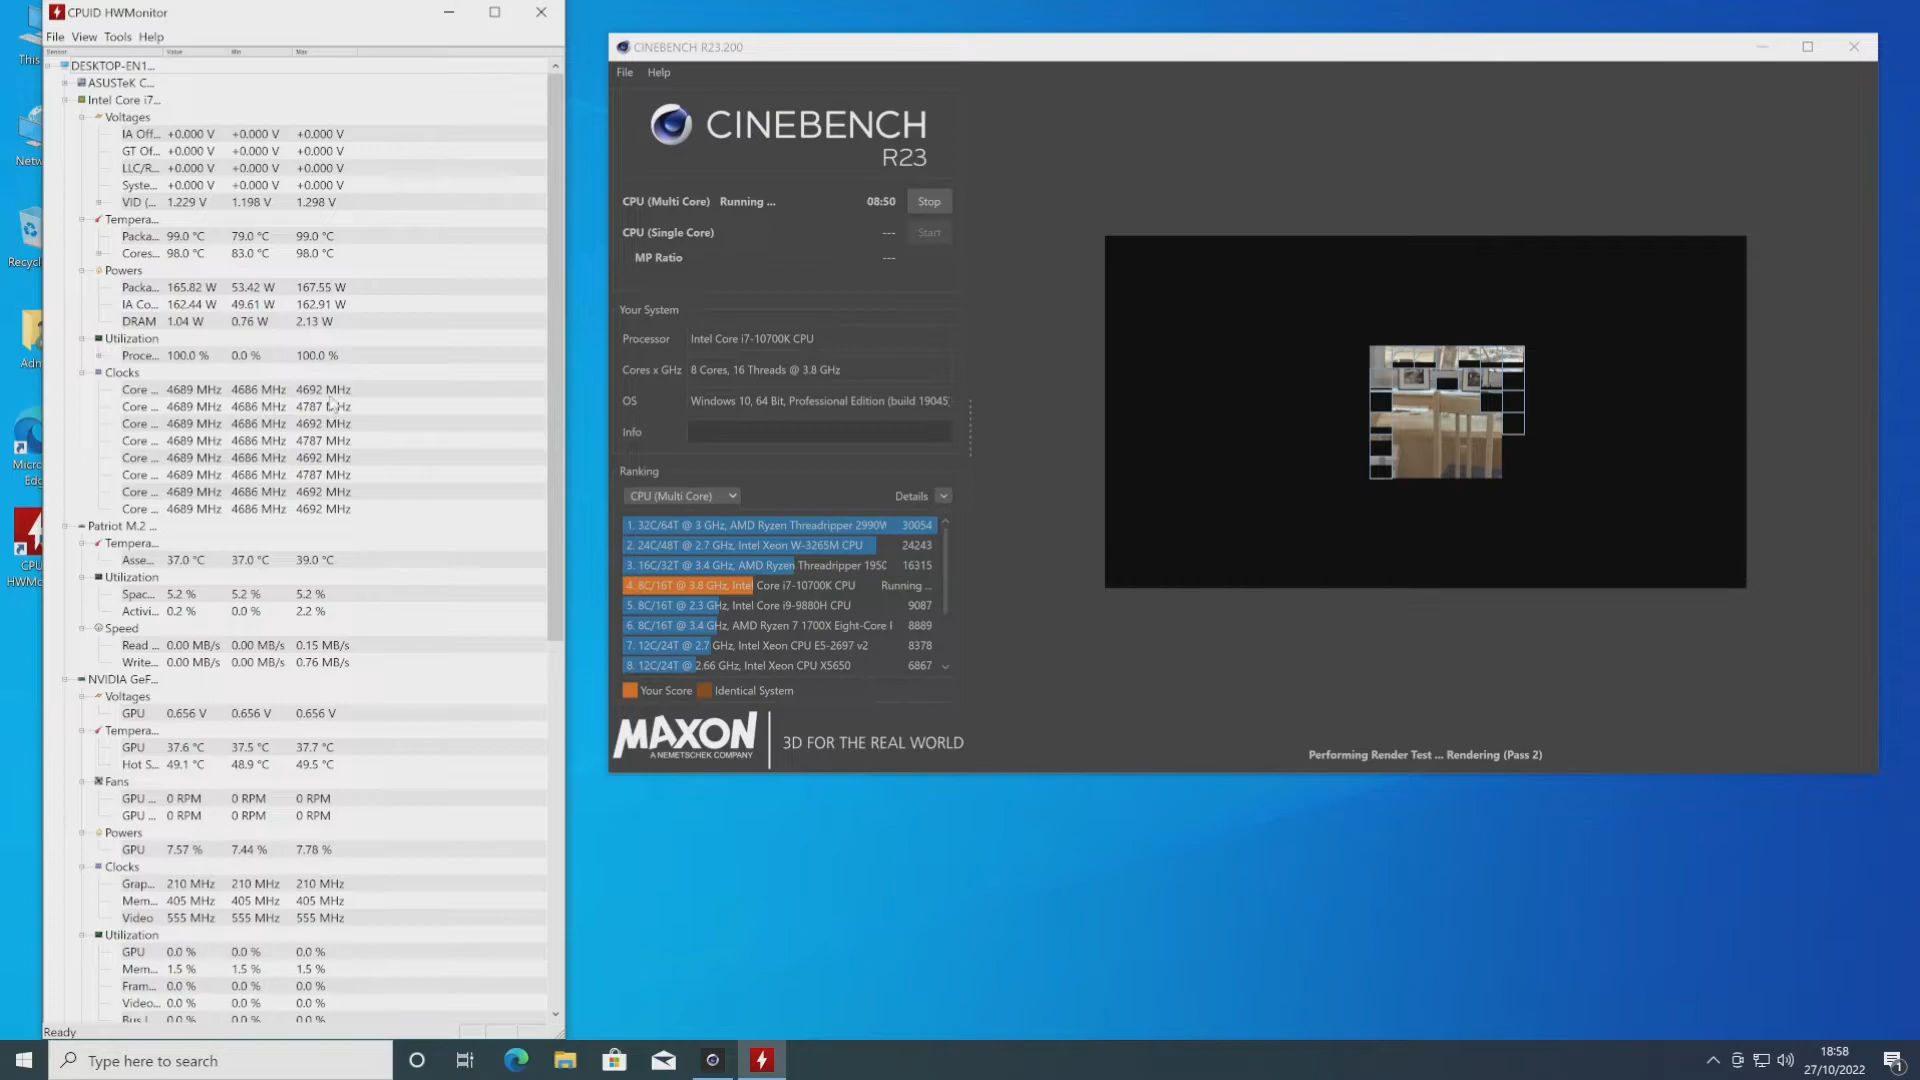 CPUID HWMonitor
File View Tools Help
Sensor Value Min Max
DESKTOP-EN1...
ASUSTeK C...
Intel Core i7...
Voltages
IA Off... +0.000 V +0.000 V +0.000 V
GT Of... +0.000 V +0.000 V +0.000 V
LLC/R... +0.000 V +0.000 V +0.000 V
Syste... +0.000 V +0.000 V +0.000 V
VID (... 1.229 V 1.198 V 1.298 V
Tempera...
Packa... 99.0 °C 79.0 °C 99.0 °C
Cores... 98.0 °C 83.0 °C 98.0 °C
Powers
Packa... 165.82 W 53.42 W 167.55 W
IA Co... 162.44 W 49.61 W 162.91 W
DRAM 1.04 W 0.76 W 2.13 W
Utilization
Proce... 100.0 % 0.0 % 100.0 %
Clocks
Core ... 4689 MHz 4686 MHz 4692 MHz
Core ... 4689 MHz 4686 MHz 4787 MHz
Core ... 4689 MHz 4686 MHz 4692 MHz
Core ... 4689 MHz 4686 MHz 4787 MHz
Core ... 4689 MHz 4686 MHz 4692 MHz
Core ... 4689 MHz 4686 MHz 4787 MHz
Core ... 4689 MHz 4686 MHz 4692 MHz
Core ... 4689 MHz 4686 MHz 4692 MHz
Patriot M.2 ...
Tempera...
Asse... 37.0 °C 37.0 °C 39.0 °C
Utilization
Spac... 5.2 % 5.2 % 5.2 %
Activi... 0.2 % 0.0 % 2.2 %
Speed
Read ... 0.00 MB/s 0.00 MB/s 0.15 MB/s
Write... 0.00 MB/s 0.00 MB/s 0.76 MB/s
NVIDIA GeF...
Voltages
GPU 0.656 V 0.656 V 0.656 V
Tempera...
GPU 37.6 °C 37.5 °C 37.7 °C
Hot S... 49.1 °C 48.9 °C 49.5 °C
Fans
GPU ... 0 RPM 0 RPM 0 RPM
GPU ... 0 RPM 0 RPM 0 RPM
Powers
GPU 7.57 % 7.44 % 7.78 %
Clocks
Grap... 210 MHz 210 MHz 210 MHz
Mem... 405 MHz 405 MHz 405 MHz
Video 555 MHz 555 MHz 555 MHz
Utilization
GPU 0.0 % 0.0 % 0.0 %
Mem... 1.5 % 1.5 % 1.5 %
Fram... 0.0 % 0.0 % 0.0 %
Video... 0.0 % 0.0 % 0.0 %
Bus I... 0.0 % 0.0 % 0.0 %
Ready
This
Netw
Recycl
Adn
Micro
Edg
CPU
HWMo
CINEBENCH R23.200
File Help
CINEBENCH
R23
CPU (Multi Core) Running ... 08:50 Stop
CPU (Single Core) --- Start
MP Ratio ---
Your System
Processor Intel Core i7-10700K CPU
Cores x GHz 8 Cores, 16 Threads @ 3.8 GHz
OS Windows 10, 64 Bit, Professional Edition (build 19045)
Info
Ranking
CPU (Multi Core) Details
1. 32C/64T @ 3 GHz, AMD Ryzen Threadripper 2990W 30054
2. 24C/48T @ 2.7 GHz, Intel Xeon W-3265M CPU 24243
3. 16C/32T @ 3.4 GHz, AMD Ryzen Threadripper 1950 16315
4. 8C/16T @ 3.8 GHz, Intel Core i7-10700K CPU Running ...
5. 8C/16T @ 2.3 GHz, Intel Core i9-9880H CPU 9087
6. 8C/16T @ 3.4 GHz, AMD Ryzen 7 1700X Eight-Core 8889
7. 12C/24T @ 2.7 GHz, Intel Xeon CPU E5-2697 v2 8378
8. 12C/24T @ 2.66 GHz, Intel Xeon CPU X5650 6867
Your Score Identical System
MAXON 3D FOR THE REAL WORLD
A NEMETSCHEK COMPANY
Performing Render Test ... Rendering (Pass 2)
Type here to search
18:58
27/10/2022
1